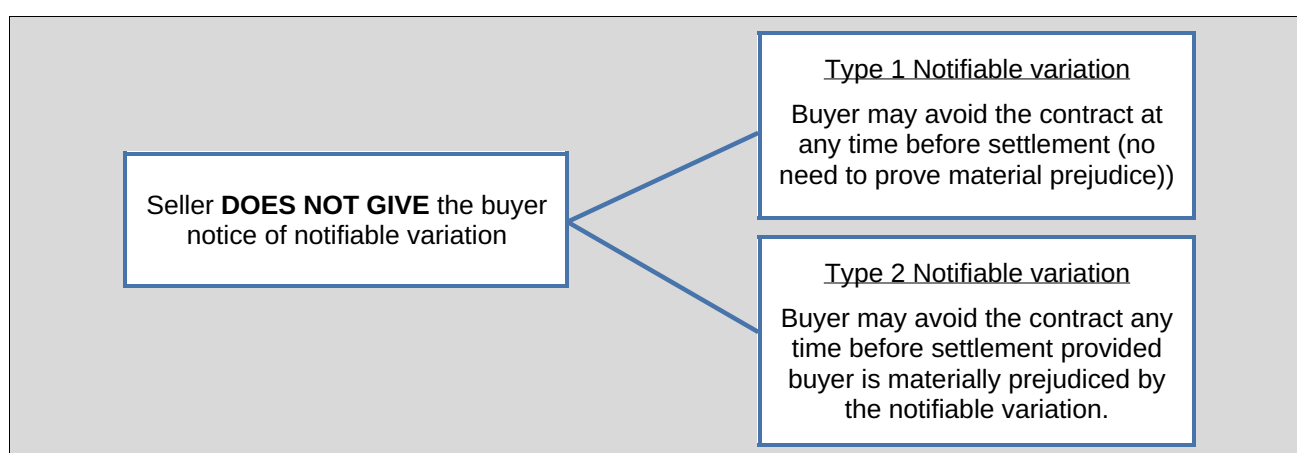 Seller DOES NOT GIVE the buyer
notice of notifiable variation
Type 1 Notifiable variation
Buyer may avoid the contract at
any time before settlement (no
need to prove material prejudice))
Type 2 Notifiable variation
Buyer may avoid the contract any
time before settlement provided
buyer is materially prejudiced by
the notifiable variation.